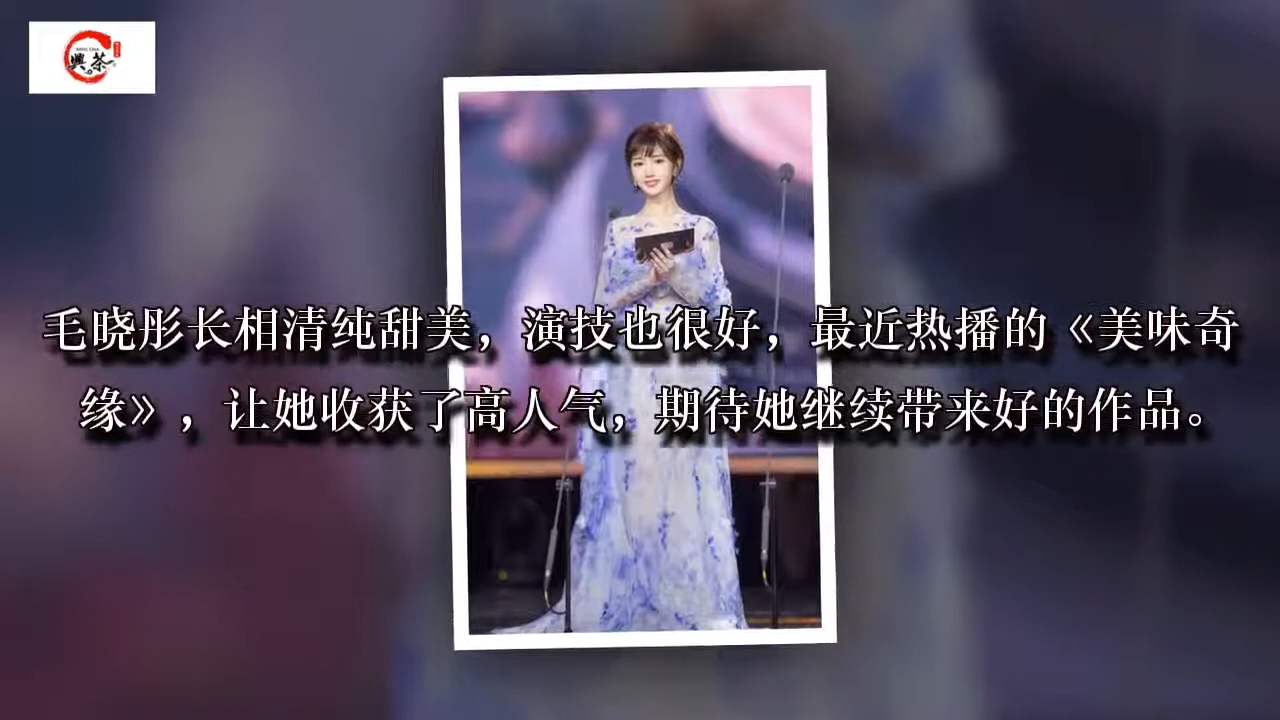 興茶
毛晓彤长相清纯甜美，演技也很好，最近热播的《美味奇
缘》，让她收获了高人气，期待她继续带来好的作品。